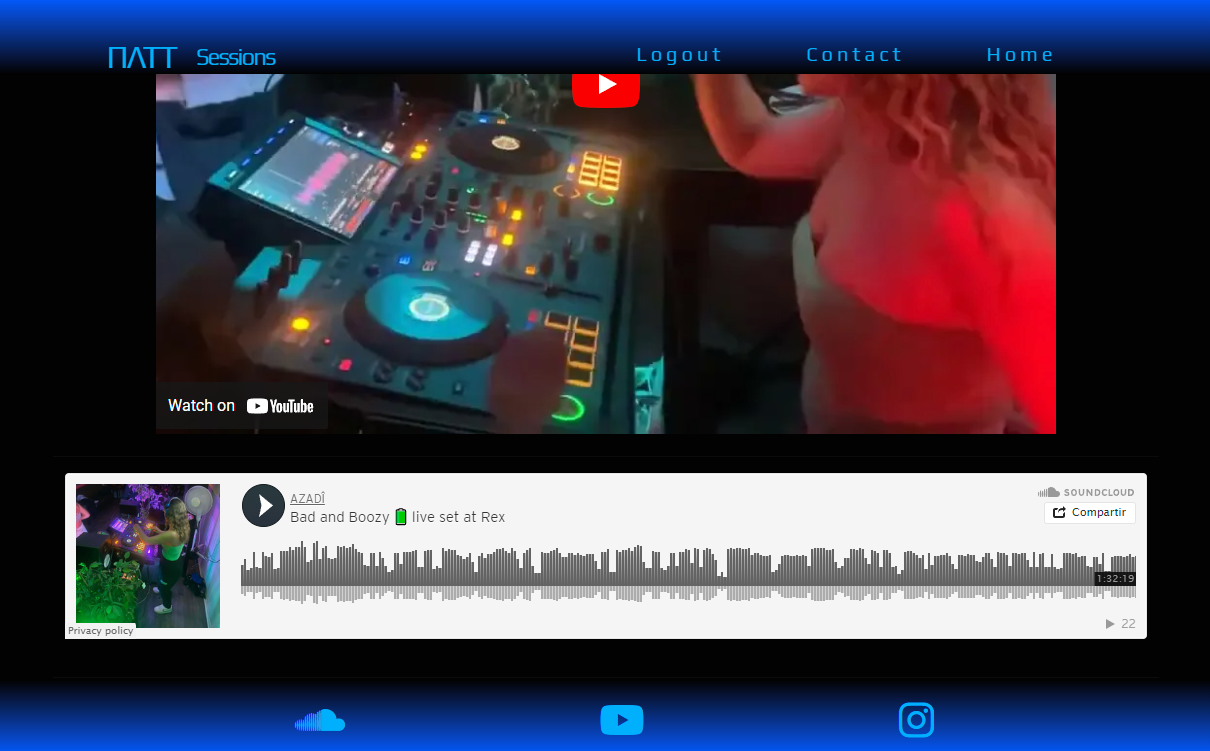 ΠΛTT Sessions
Logout Contact Home
Watch on YouTube
AZADÎ
Bad and Boozy 🔋 live set at Rex
SOUNDCLOUD
Compartir
1:32:19
22
Privacy policy